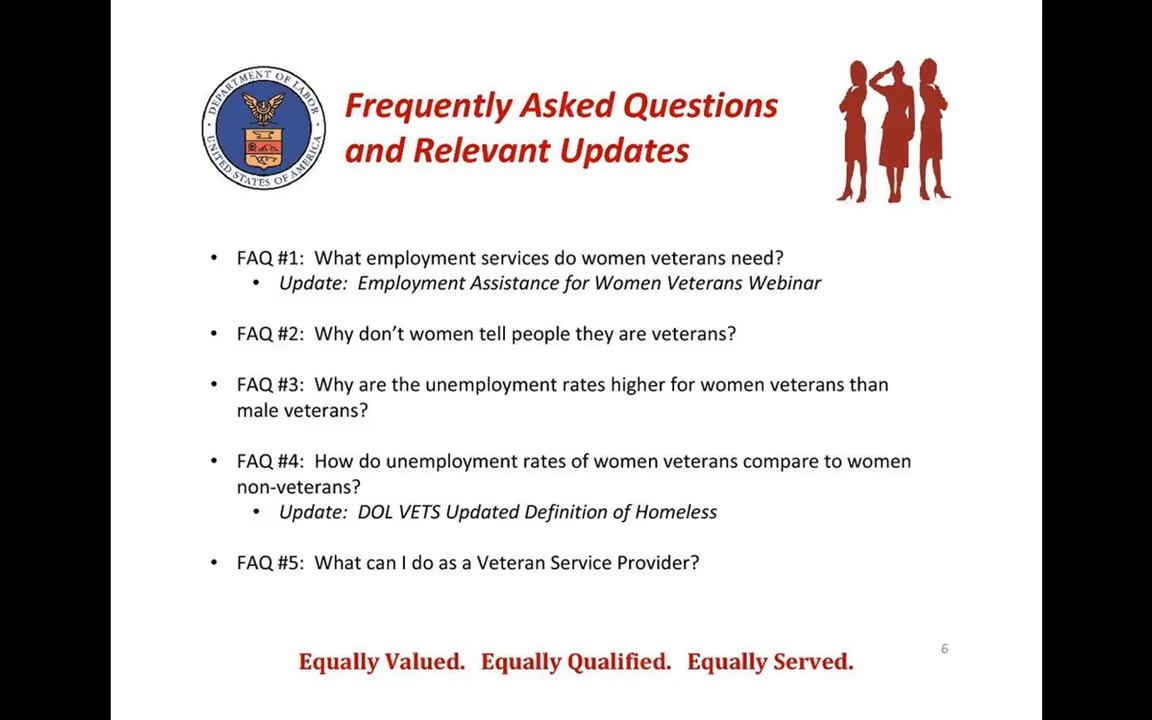 DEPARTMENT OF LABOR
UNITED STATES OF AMERICA
Frequently Asked Questions
and Relevant Updates
• FAQ #1:  What employment services do women veterans need?
• Update:  Employment Assistance for Women Veterans Webinar
• FAQ #2:  Why don’t women tell people they are veterans?
• FAQ #3:  Why are the unemployment rates higher for women veterans than
male veterans?
• FAQ #4:  How do unemployment rates of women veterans compare to women
non-veterans?
• Update:  DOL VETS Updated Definition of Homeless
• FAQ #5:  What can I do as a Veteran Service Provider?
6
Equally Valued.  Equally Qualified.  Equally Served.